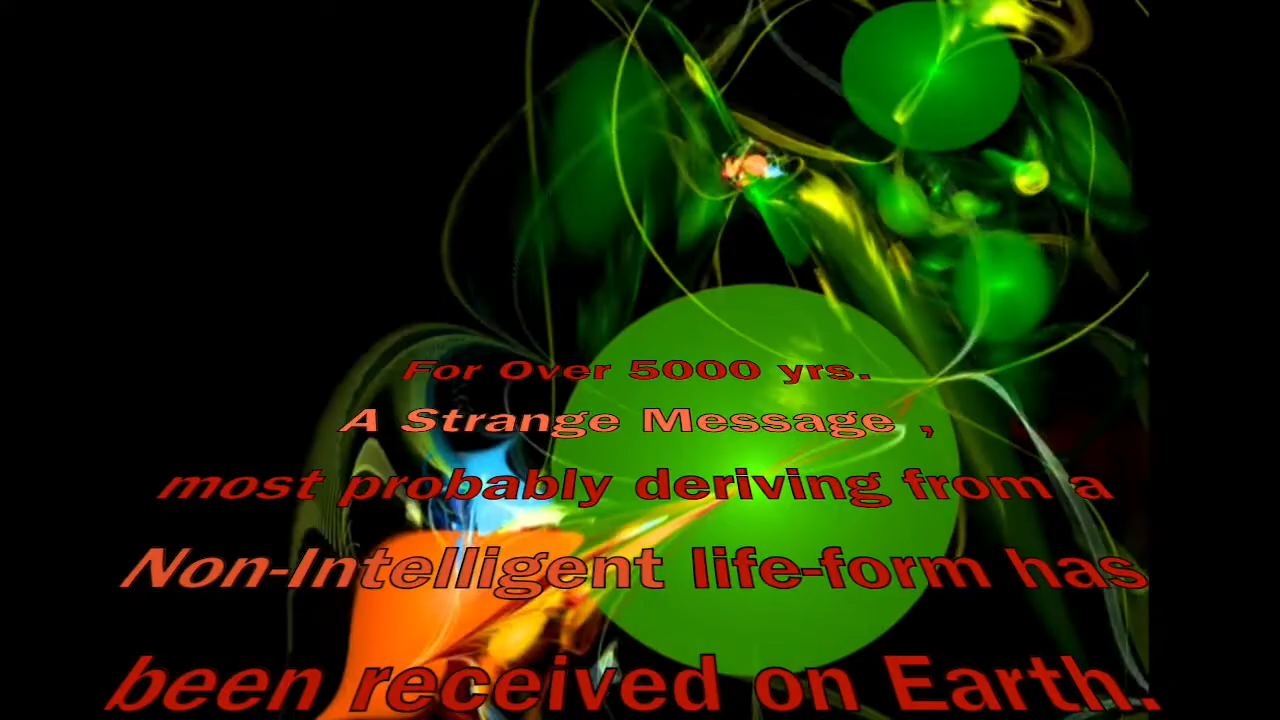 For Over 5000 yrs.
A Strange Message ,
most probably deriving from a
Non-Intelligent life-form has
been received on Earth.